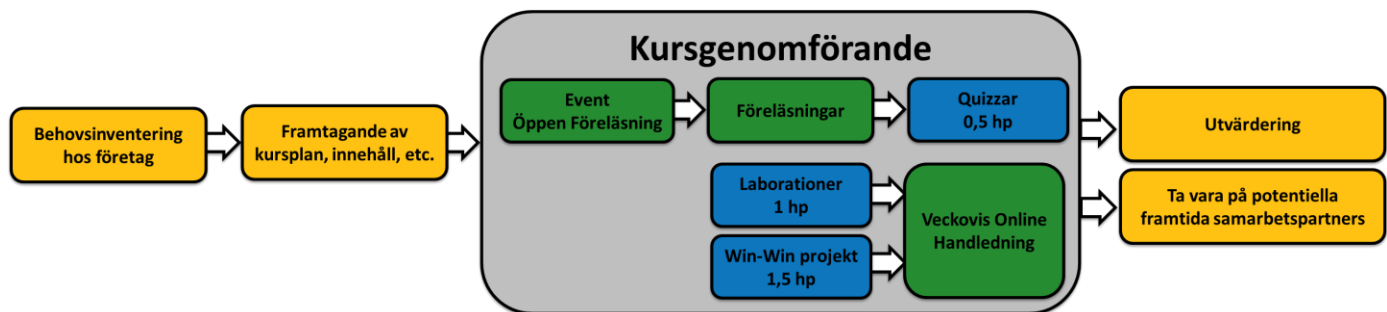 Kursgenomförande
Behovsinventering
hos företag
Framtagande av
kursplan, innehåll, etc.
Event
Öppen Föreläsning
Föreläsningar
Quizzar
0,5 hp
Laborationer
1 hp
Win-Win projekt
1,5 hp
Veckovis Online
Handledning
Utvärdering
Ta vara på potentiella
framtida samarbetspartners